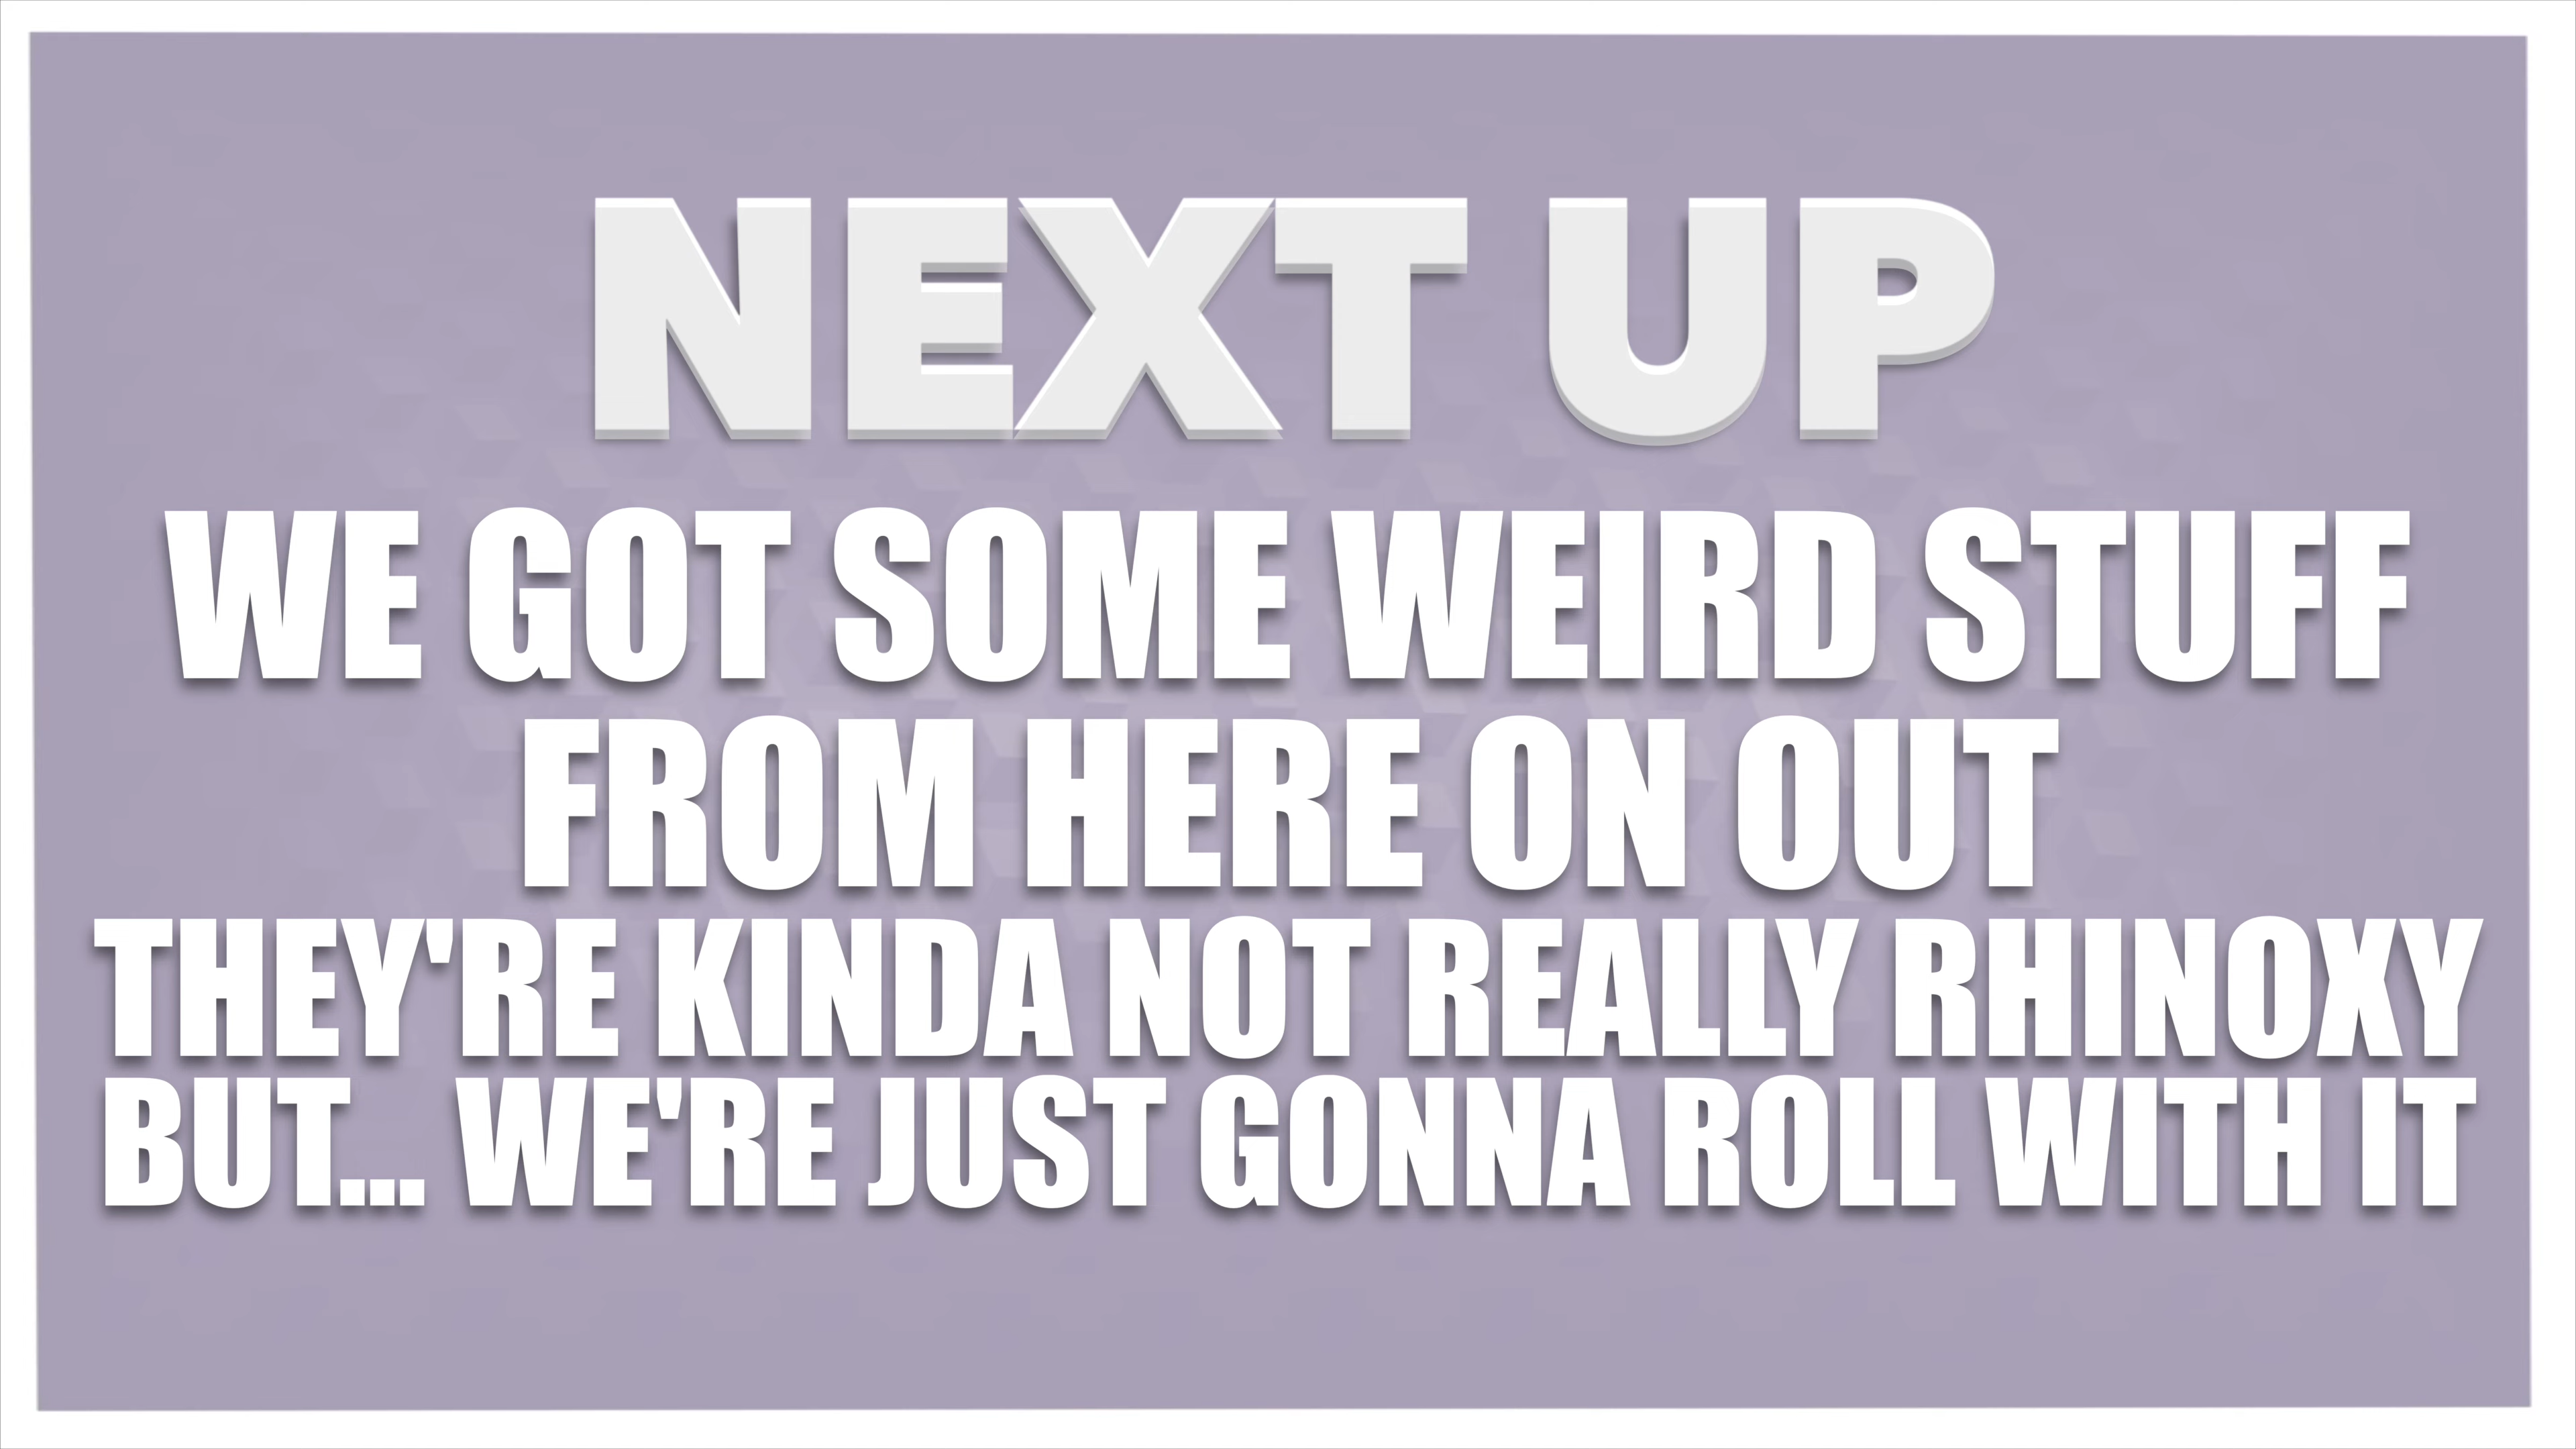 NEXT UP
WE GOT SOME WEIRD STUFF
FROM HERE ON OUT
THEY'RE KINDA NOT REALLY RHINOXY
BUT... WE'RE JUST GONNA ROLL WITH IT